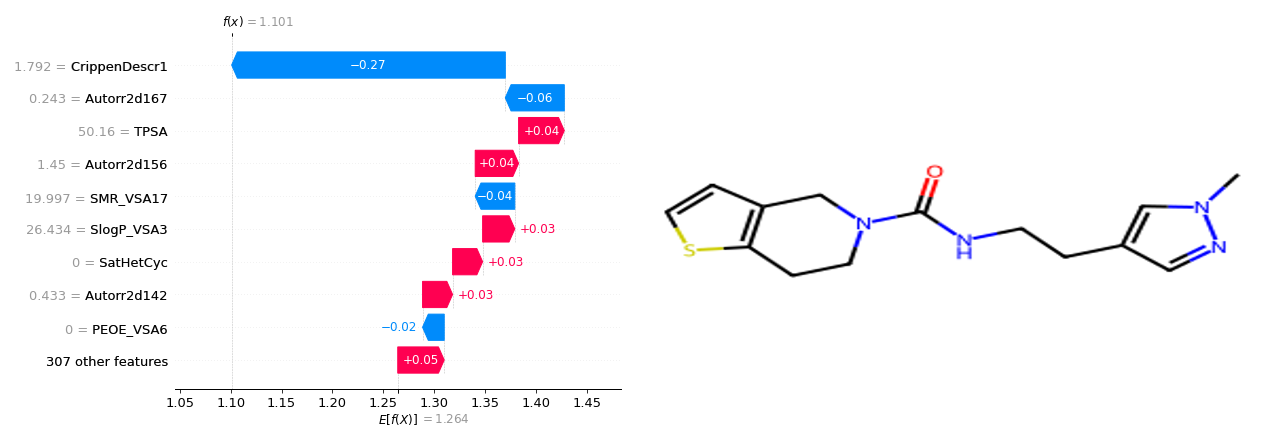 f(x) = 1.101
1.792 = CrippenDescr1
−0.27
0.243 = Autorr2d167
−0.06
50.16 = TPSA
+0.04
1.45 = Autorr2d156
+0.04
19.997 = SMR_VSA17
−0.04
26.434 = SlogP_VSA3
+0.03
0 = SatHetCyc
+0.03
0.433 = Autorr2d142
+0.03
0 = PEOE_VSA6
−0.02
307 other features
+0.05
1.05 1.10 1.15 1.20 1.25 1.30 1.35 1.40 1.45
E[f(X)] = 1.264
O
N
N
S
N
H
N